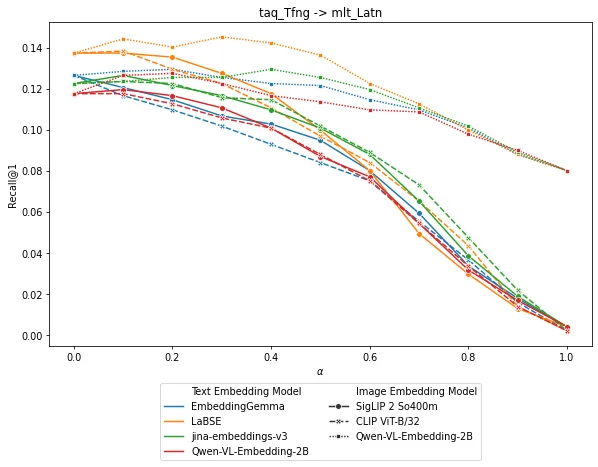 taq_Tfng -> mlt_Latn
Recall@1
0.14
0.12
0.10
0.08
0.06
0.04
0.02
0.00
0.0 0.2 0.4 0.6 0.8 1.0
α
Text Embedding Model Image Embedding Model
EmbeddingGemma SigLIP 2 So400m
LaBSE CLIP ViT-B/32
jina-embeddings-v3 Qwen-VL-Embedding-2B
Qwen-VL-Embedding-2B